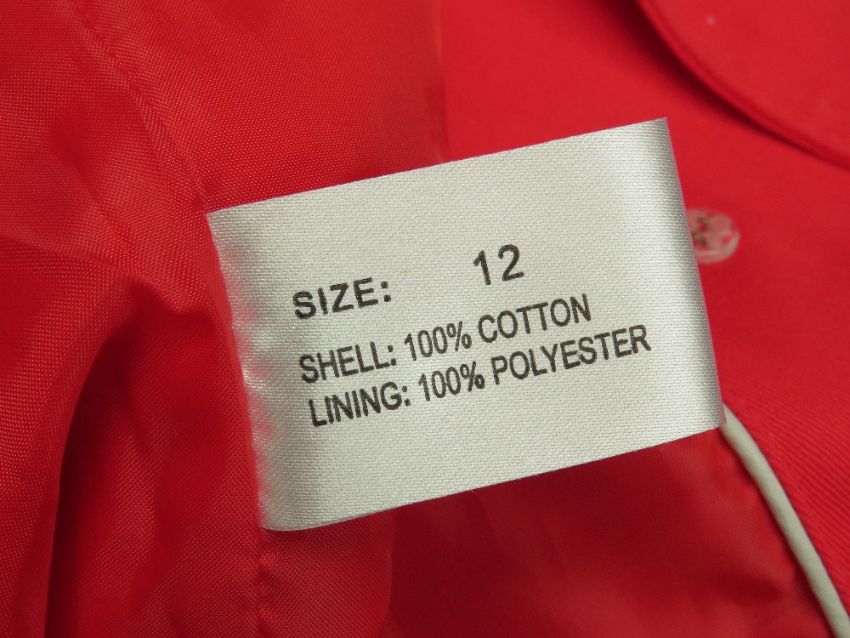 SIZE: 12
SHELL: 100% COTTON
LINING: 100% POLYESTER